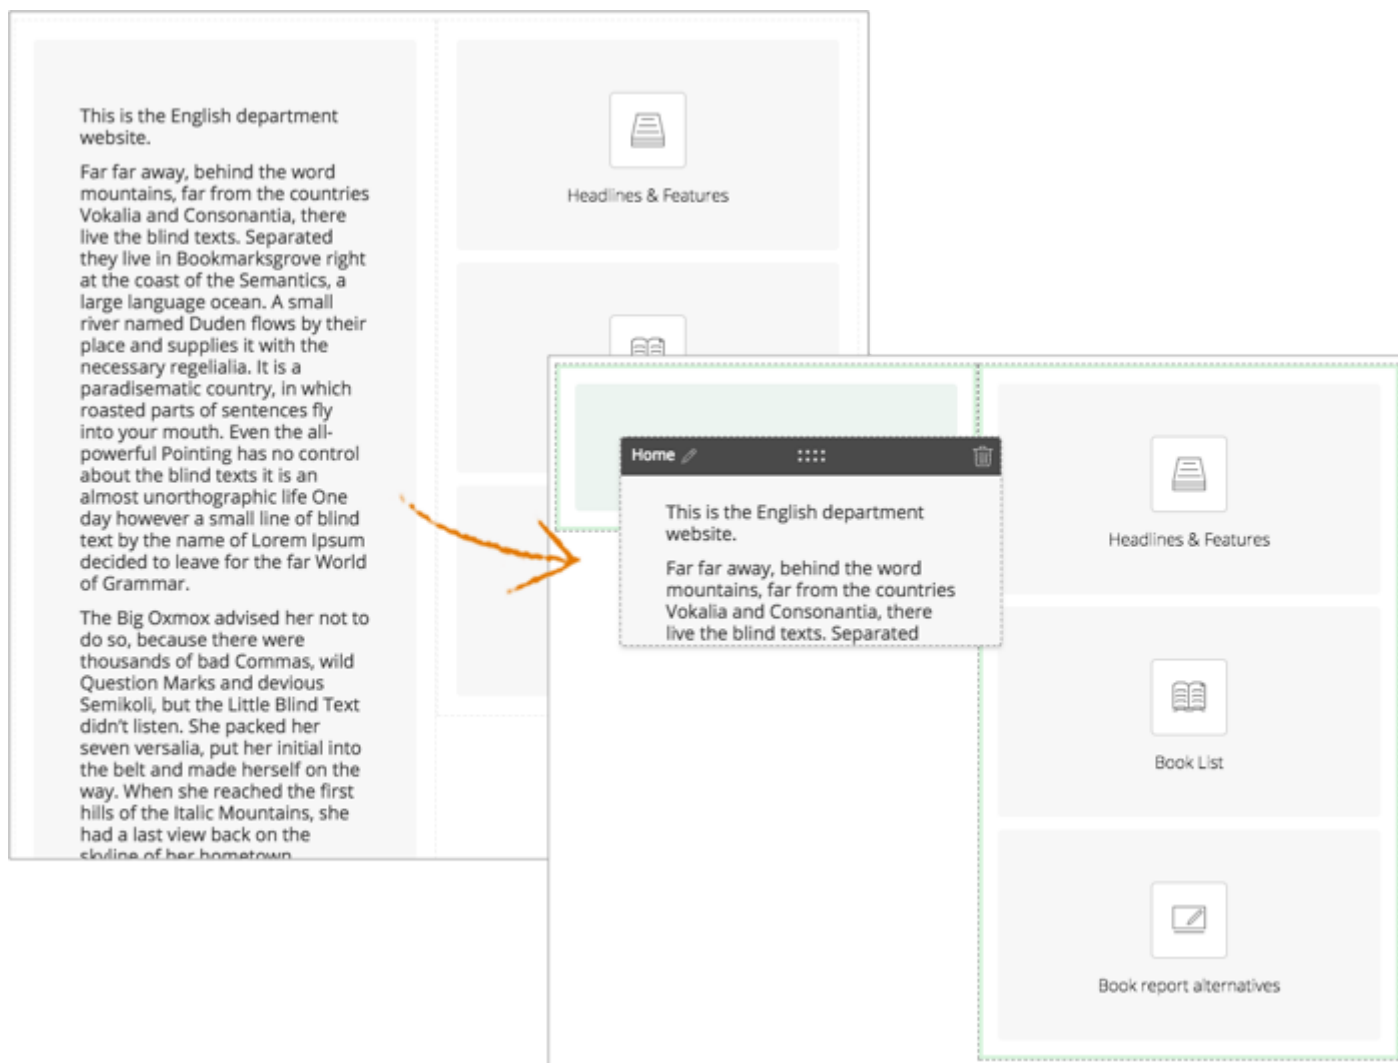 This is the English department
website.
Far far away, behind the word
mountains, far from the countries
Vokalia and Consonantia, there
live the blind texts. Separated
they live in Bookmarksgrove right
at the coast of the Semantics, a
large language ocean. A small
river named Duden flows by their
place and supplies it with the
necessary regelialia. It is a
paradisematic country, in which
roasted parts of sentences fly
into your mouth. Even the all-
powerful Pointing has no control
about the blind texts it is an
almost unorthographic life One
day however a small line of blind
text by the name of Lorem Ipsum
decided to leave for the far World
of Grammar.
The Big Oxmox advised her not to
do so, because there were
thousands of bad Commas, wild
Question Marks and devious
Semikoli, but the Little Blind Text
didn't listen. She packed her
seven versalia, put her initial into
the belt and made herself on the
way. When she reached the first
hills of the Italic Mountains, she
had a last view back on the
skyline of her hometown
Headlines & Features
Home
This is the English department
website.
Far far away, behind the word
mountains, far from the countries
Vokalia and Consonantia, there
live the blind texts. Separated
Headlines & Features
Book List
Book report alternatives